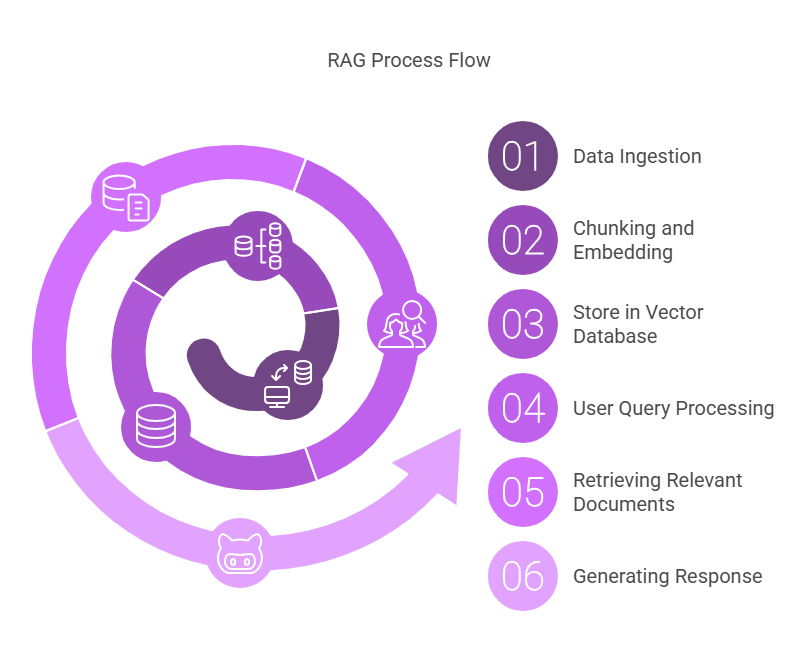 RAG Process Flow
01
Data Ingestion
02
Chunking and
Embedding
03
Store in Vector
Database
04
User Query Processing
05
Retrieving Relevant
Documents
06
Generating Response